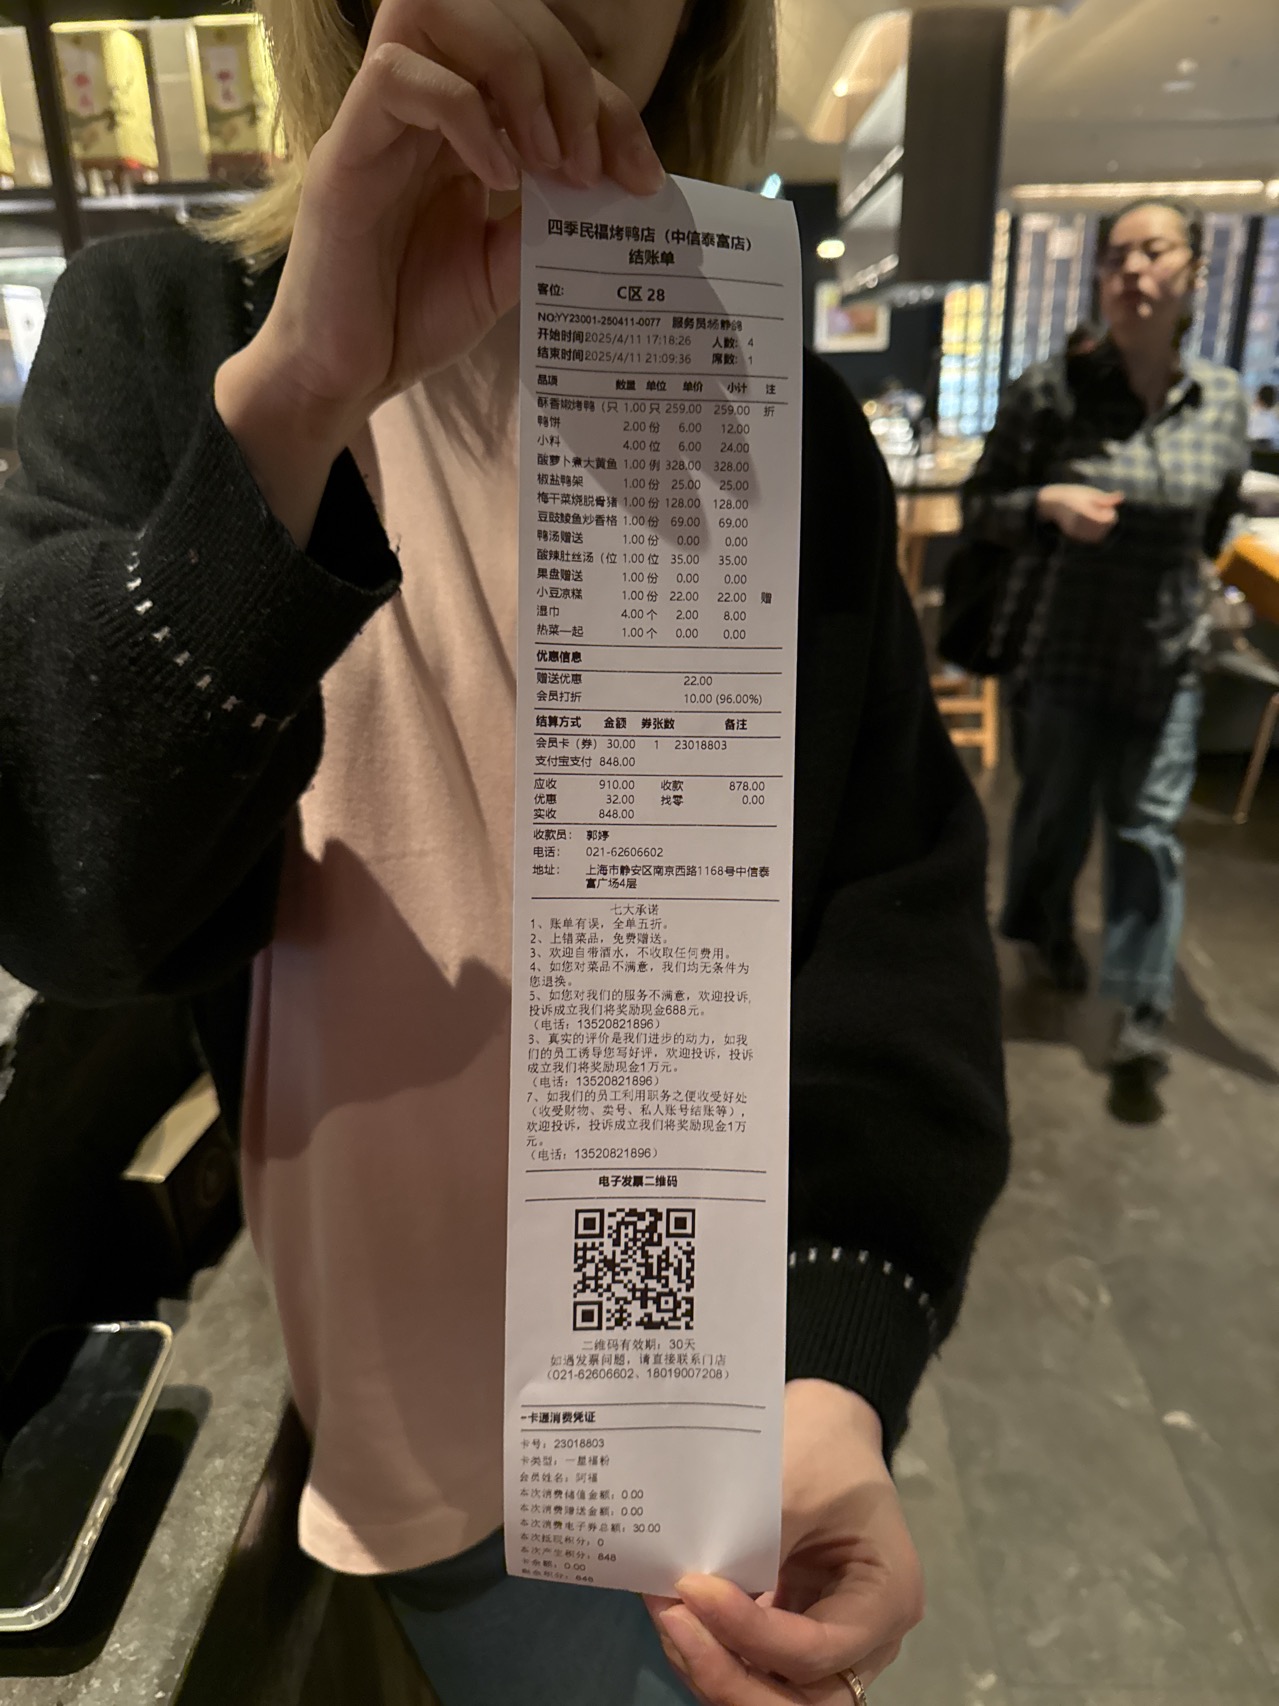 四季民福烤鸭店（中信泰富店）
结账单
客位: C区 28
NO:YY23001-250411-0077 服务员:杨静
开始时间2025/4/11 17:18:26 人数: 4
结束时间2025/4/11 21:09:36 席数: 1
品项 数量 单位 单价 小计 注
酥香嫩烤鸭（只 1.00 只 259.00 259.00 折
鸭饼 2.00 份 6.00 12.00
小料 4.00 位 6.00 24.00
酸萝卜煮大黄鱼 1.00 例 328.00 328.00
椒盐鸭架 1.00 份 25.00 25.00
梅干菜烧脱骨猪 1.00 份 128.00 128.00
豆豉鲮鱼炒香格 1.00 份 69.00 69.00
鸭汤赠送 1.00 份 0.00 0.00
酸辣肚丝汤（位 1.00 位 35.00 35.00
果盘赠送 1.00 份 0.00 0.00
小豆凉糕 1.00 份 22.00 22.00 赠
湿巾 4.00 个 2.00 8.00
热菜一起 1.00 个 0.00 0.00
优惠信息
赠送优惠 22.00
会员打折 10.00 (96.00%)
结算方式 金额 券张数 备注
会员卡（券） 30.00 1 23018803
支付宝支付 848.00
应收 910.00 收款 878.00
优惠 32.00 找零 0.00
实收 848.00
收款员: 郭婷
电话: 021-62606602
地址: 上海市静安区南京西路1168号中信泰
富广场4层
七大承诺
1、账单有误，全单五折。
2、上错菜品，免费赠送。
3、欢迎自带酒水，不收取任何费用。
4、如您对菜品不满意，我们均无条件为
您退换。
5、如您对我们的服务不满意，欢迎投诉,
投诉成立我们将奖励现金688元。
（电话：13520821896）
3、真实的评价是我们进步的动力，如我
们的员工诱导您写好评，欢迎投诉，投诉
成立我们将奖励现金1万元。
（电话：13520821896）
7、如我们的员工利用职务之便收受好处
（收受财物、卖号、私人账号结账等），
欢迎投诉，投诉成立我们将奖励现金1万
元。
（电话：13520821896）
电子发票二维码
二维码有效期：30天
如遇发票问题，请直接联系门店
（021-62606602、18019007208）
一卡通消费凭证
卡号：23018803
卡类型：一星福粉
会员姓名：阿福
本次消费储值金额：0.00
本次消费赠送金额：0.00
本次消费电子券总额：30.00
本次抵现积分：0
本次产生积分：848
卡余额：0.00
积分：848